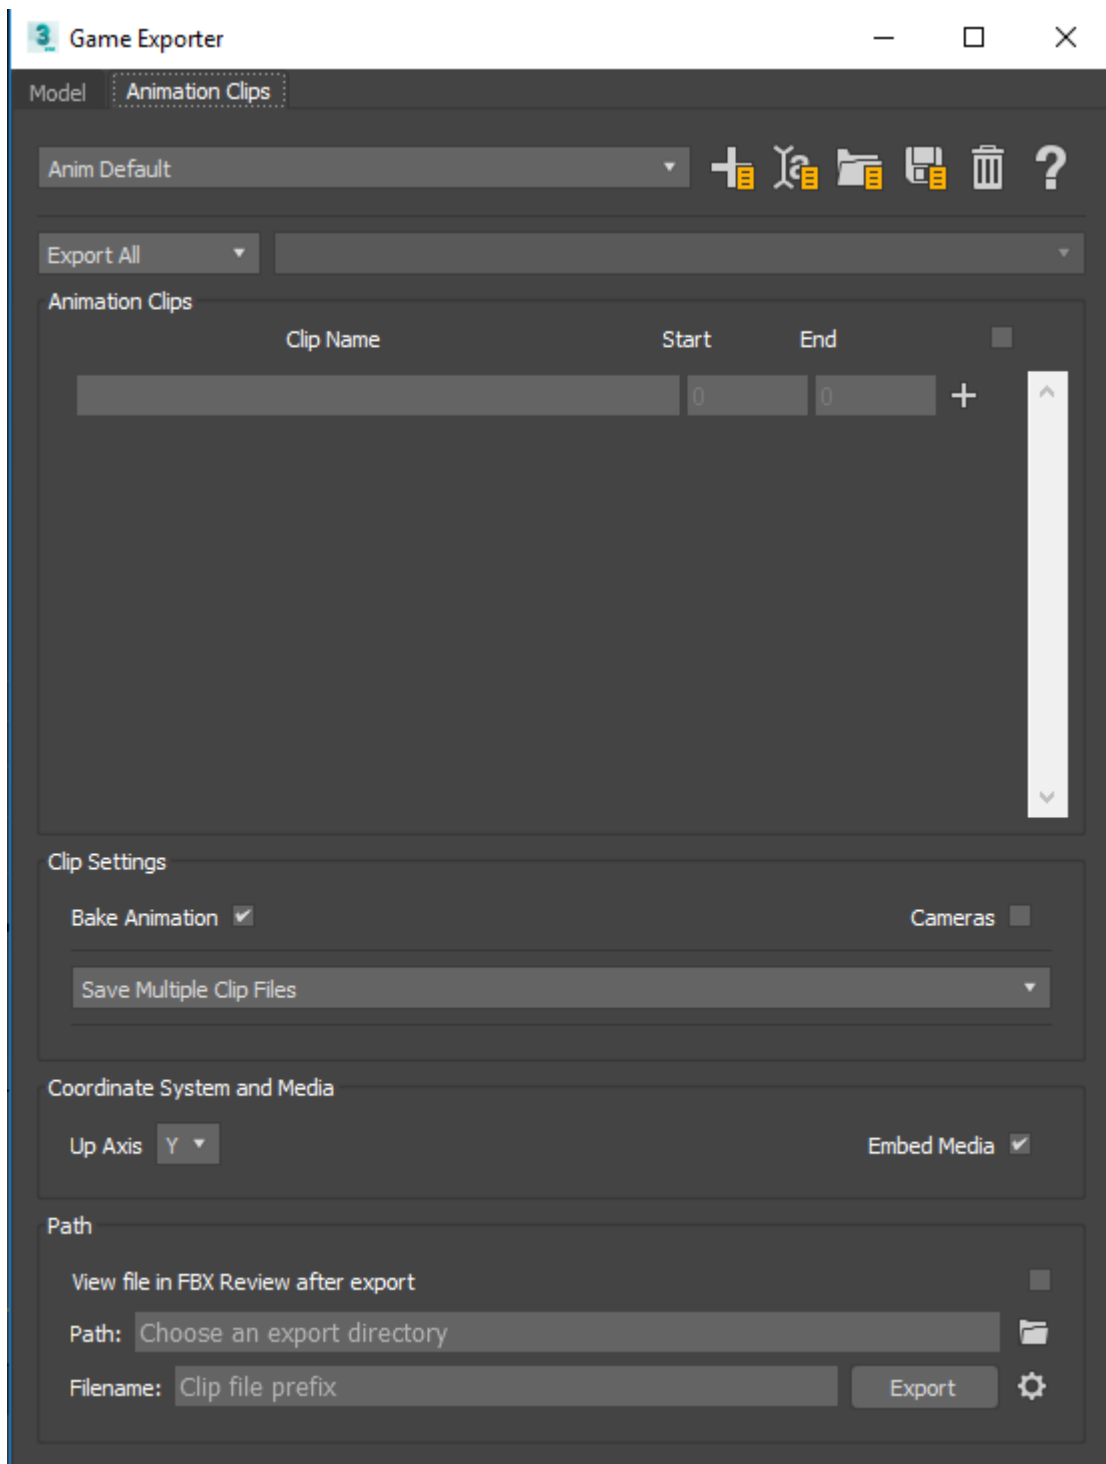 3 Game Exporter
Model Animation Clips
Anim Default ?
Export All
Animation Clips
Clip Name Start End
0 0 +
Clip Settings
Bake Animation Cameras
Save Multiple Clip Files
Coordinate System and Media
Up Axis Y Embed Media
Path
View file in FBX Review after export
Path: Choose an export directory
Filename: Clip file prefix Export